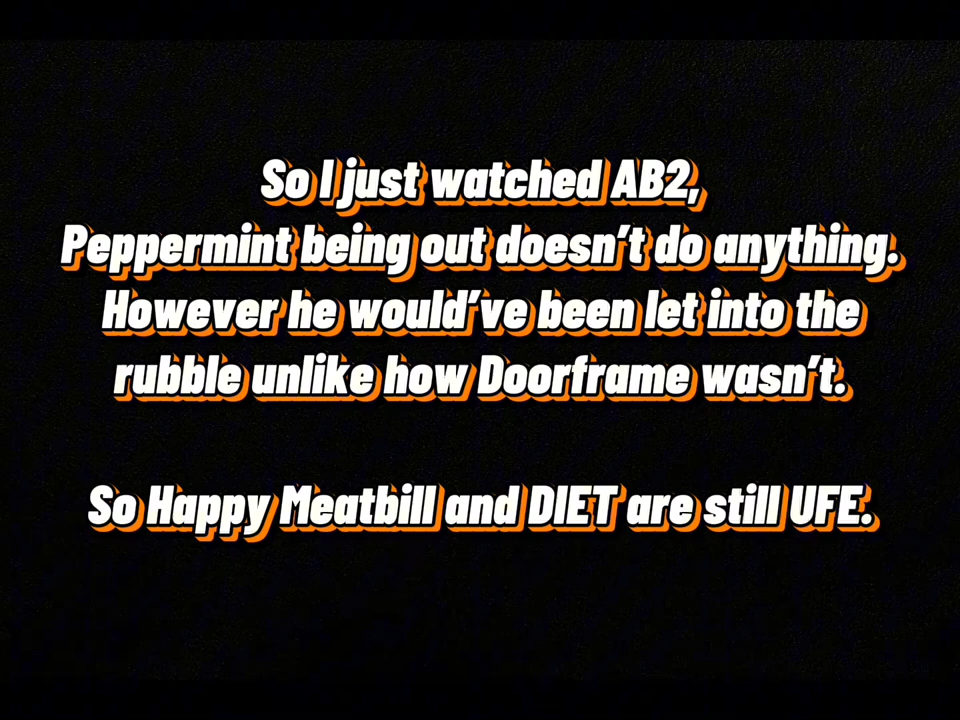 So I just watched AB2,
Peppermint being out doesn't do anything.
However he would've been let into the
rubble unlike how Doorframe wasn't.
So Happy Meatbill and DIET are still UFE.